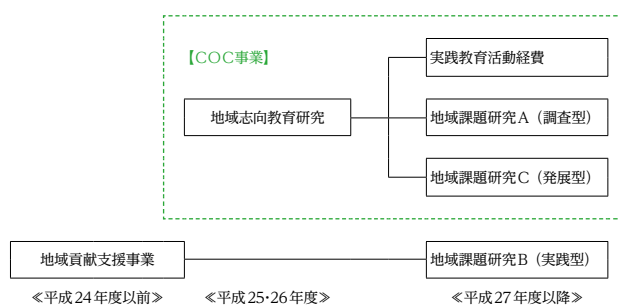 【COC事業】
実践教育活動経費
地域志向教育研究
地域課題研究A（調査型）
地域課題研究C（発展型）
地域貢献支援事業
地域課題研究B（実践型）
≪平成24年度以前≫
≪平成25・26年度≫
≪平成27年度以降≫